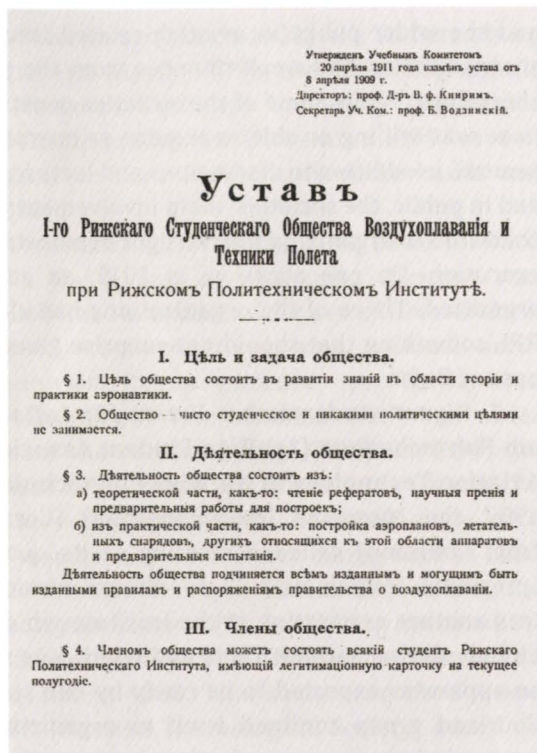 Утвержден Учебнымъ Комитетомъ
20 апрѣля 1911 года взамѣнъ устава отъ
8 апрѣля 1909 г.
Директоръ: проф. Д-ръ В. ф. Книримъ.
Секретарь Уч. Ком.: проф. Б. Водзинскій.
Уставъ
I-го Рижскаго Студенческаго Общества Воздухоплаванія и
Техники Полета
при Рижскомъ Политехническомъ Институтѣ.
I. Цѣль и задача общества.
§ 1. Цѣль общества состоитъ въ развитіи знаній въ области теоріи и
практики аэронавтики.
§ 2. Общество — чисто студенческое и никакими политическими цѣлями
не занимается.
II. Дѣятельность общества.
§ 3. Дѣятельность общества состоитъ изъ:
а) теоретической части, какъ-то: чтеніе рефератовъ, научныя пренія и
предварительныя работы для построекъ;
б) изъ практической части, какъ-то: постройка аэроплановъ, летатель-
ныхъ снарядовъ, другихъ относящихся къ этой области аппаратовъ
и предварительныя испытанія.
Дѣятельность общества подчиняется всѣмъ изданнымъ и могущимъ быть
изданными правиламъ и распоряженіямъ правительства о воздухоплаваніи.
III. Члены общества.
§ 4. Членомъ общества можетъ состоять всякій студентъ Рижскаго
Политехническаго Института, имѣющій легитимаціонную карточку на текущее
полугодіе.